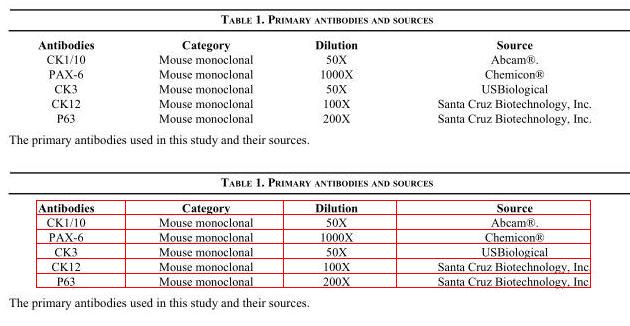 TABLE 1. PRIMARY ANTIBODIES AND SOURCES
Antibodies Category Dilution Source
CK1/10 Mouse monoclonal 50X Abcam®.
PAX-6 Mouse monoclonal 1000X Chemicon®
CK3 Mouse monoclonal 50X USBiological
CK12 Mouse monoclonal 100X Santa Cruz Biotechnology, Inc.
P63 Mouse monoclonal 200X Santa Cruz Biotechnology, Inc.
The primary antibodies used in this study and their sources.
TABLE 1. PRIMARY ANTIBODIES AND SOURCES
Antibodies Category Dilution Source
CK1/10 Mouse monoclonal 50X Abcam®.
PAX-6 Mouse monoclonal 1000X Chemicon®
CK3 Mouse monoclonal 50X USBiological
CK12 Mouse monoclonal 100X Santa Cruz Biotechnology, Inc.
P63 Mouse monoclonal 200X Santa Cruz Biotechnology, Inc.
The primary antibodies used in this study and their sources.